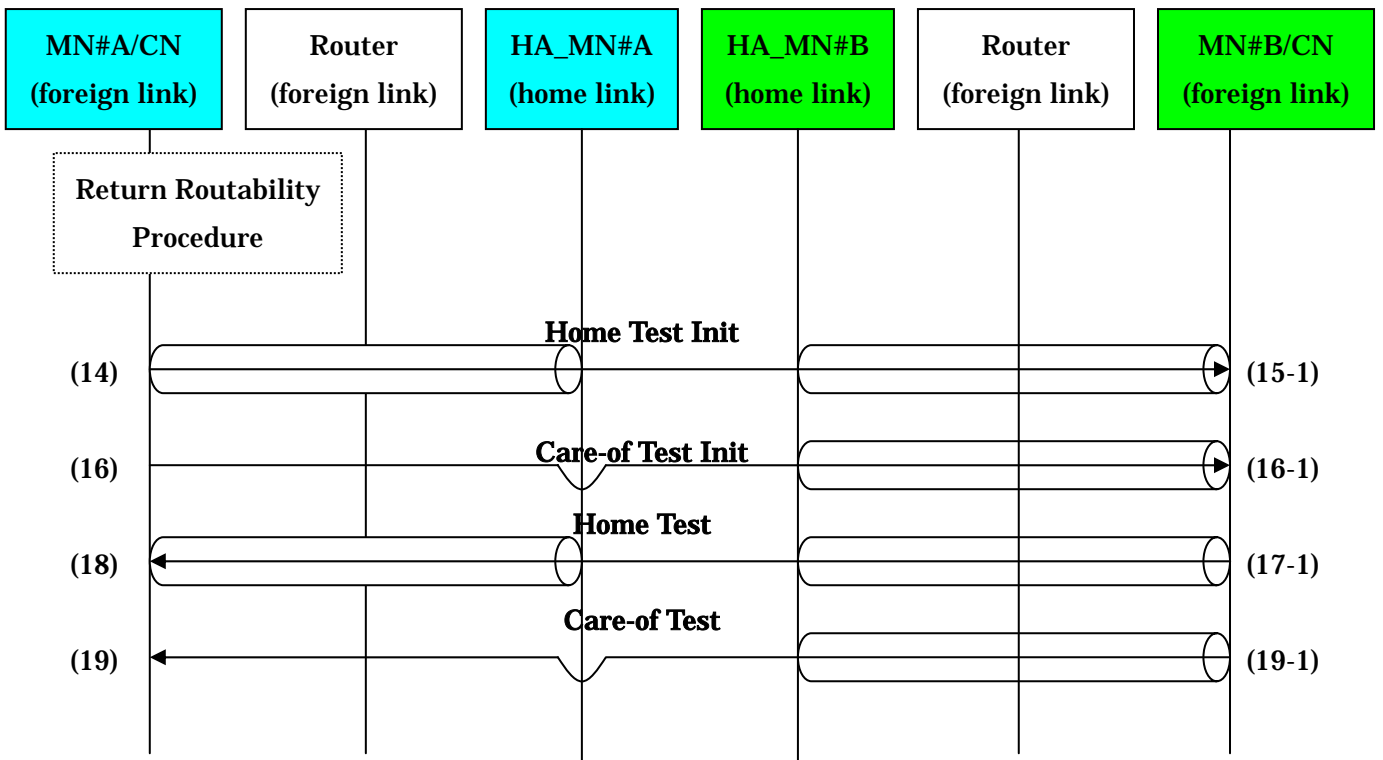 MN#A/CN
(foreign link)
Router
(foreign link)
HA_MN#A
(home link)
HA_MN#B
(home link)
Router
(foreign link)
MN#B/CN
(foreign link)
Return Routability
Procedure
Home Test Init
(14)
(15-1)
Care-of Test Init
(16)
(16-1)
Home Test
(18)
(17-1)
Care-of Test
(19)
(19-1)